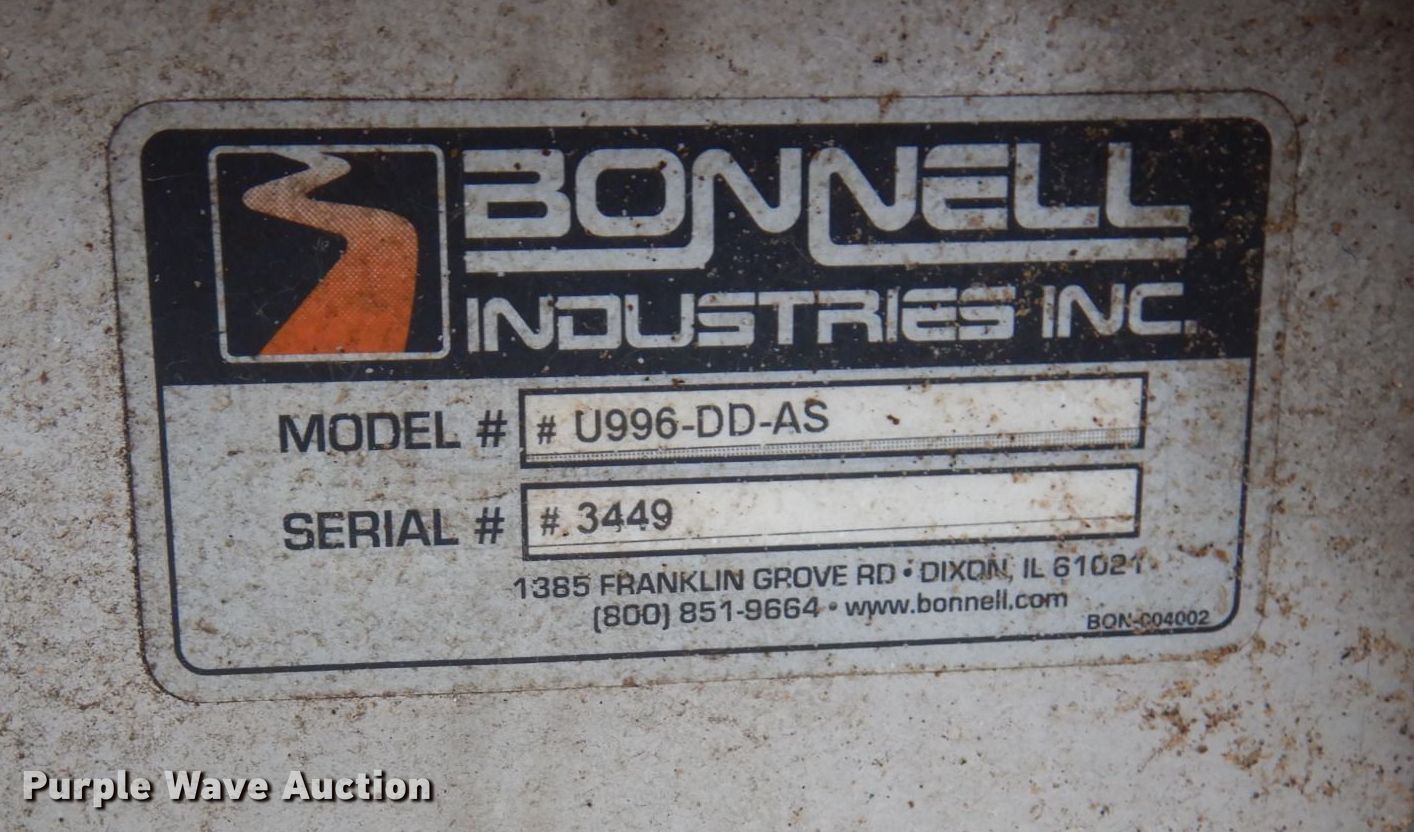 BONNELL
INDUSTRIES INC.
MODEL # # U996-DD-AS
SERIAL # # 3449
1385 FRANKLIN GROVE RD • DIXON, IL 61021
(800) 851-9664 • www.bonnell.com
BON-C04002
Purple Wave Auction